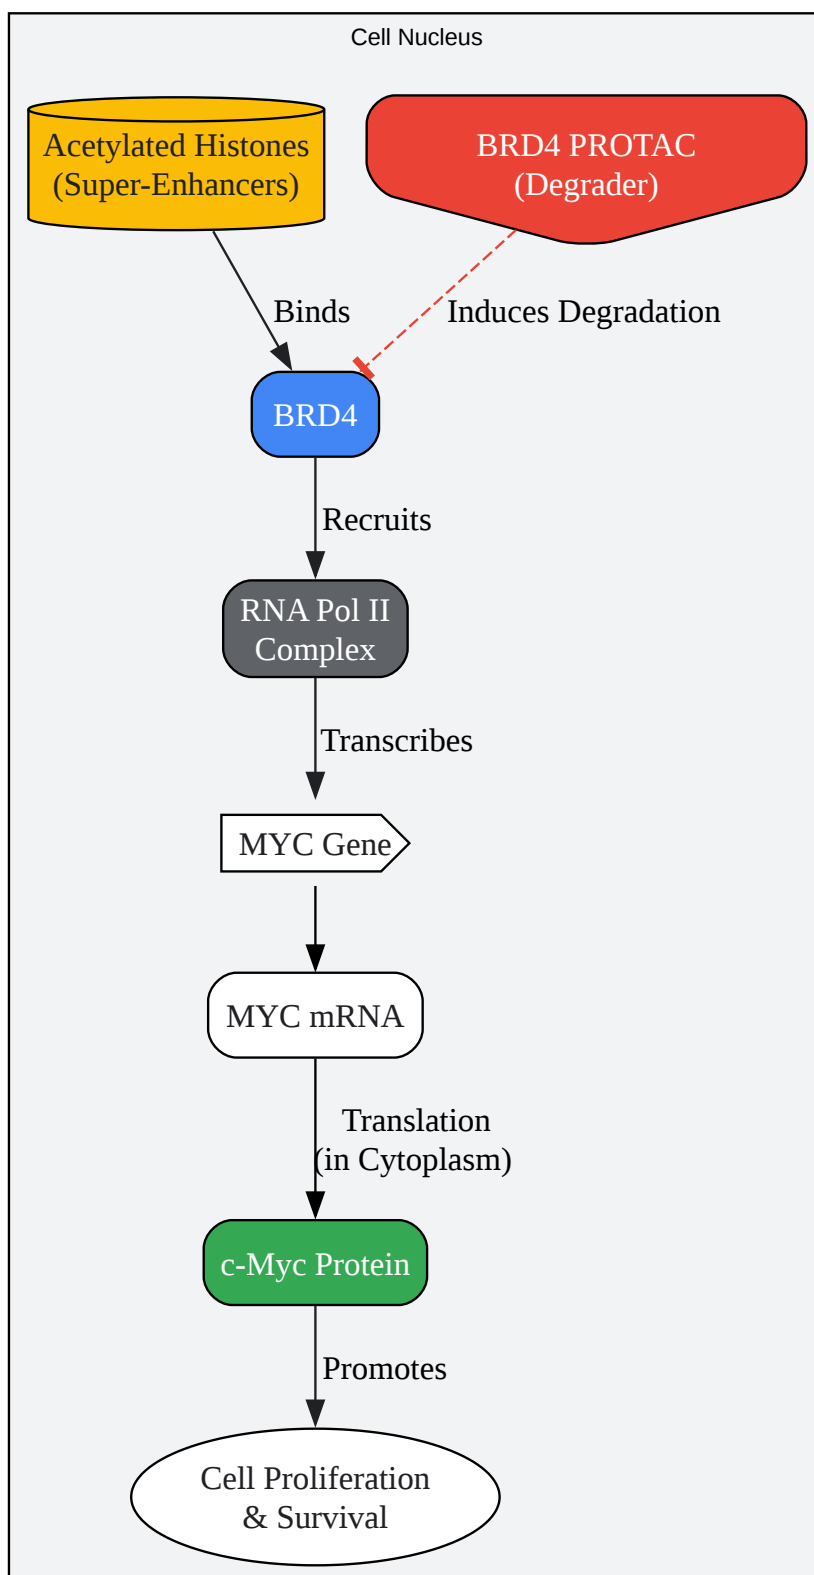 Cell Nucleus
Acetylated Histones
(Super-Enhancers)
BRD4 PROTAC
(Degrader)
Binds
Induces Degradation
BRD4
Recruits
RNA Pol II
Complex
Transcribes
MYC Gene
MYC mRNA
Translation
(in Cytoplasm)
c-Myc Protein
Promotes
Cell Proliferation
& Survival